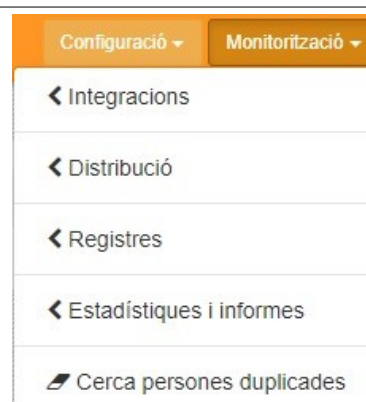 Configuració
Monitorització
Integracions
Distribució
Registres
Estadístiques i informes
Cerca persones duplicades